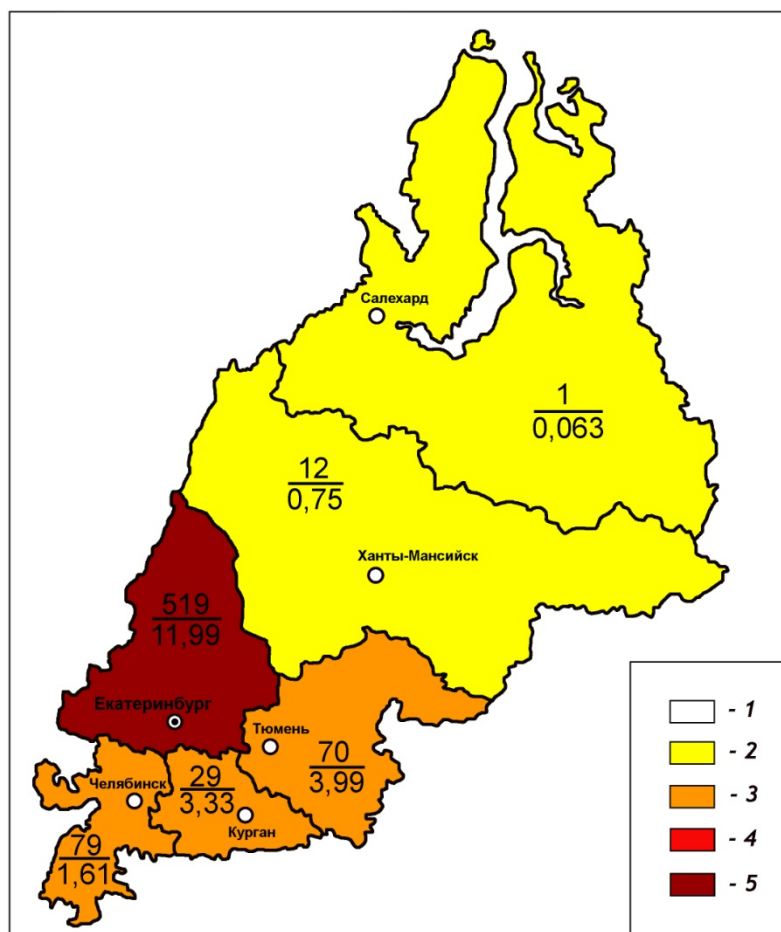 Салехард
1
0,063
12
0,75
Ханты-Мансийск
519
11,99
Екатеринбург
Тюмень
70
3,99
Челябинск
29
3,33
Курган
79
1,61
- 1
- 2
- 3
- 4
- 5